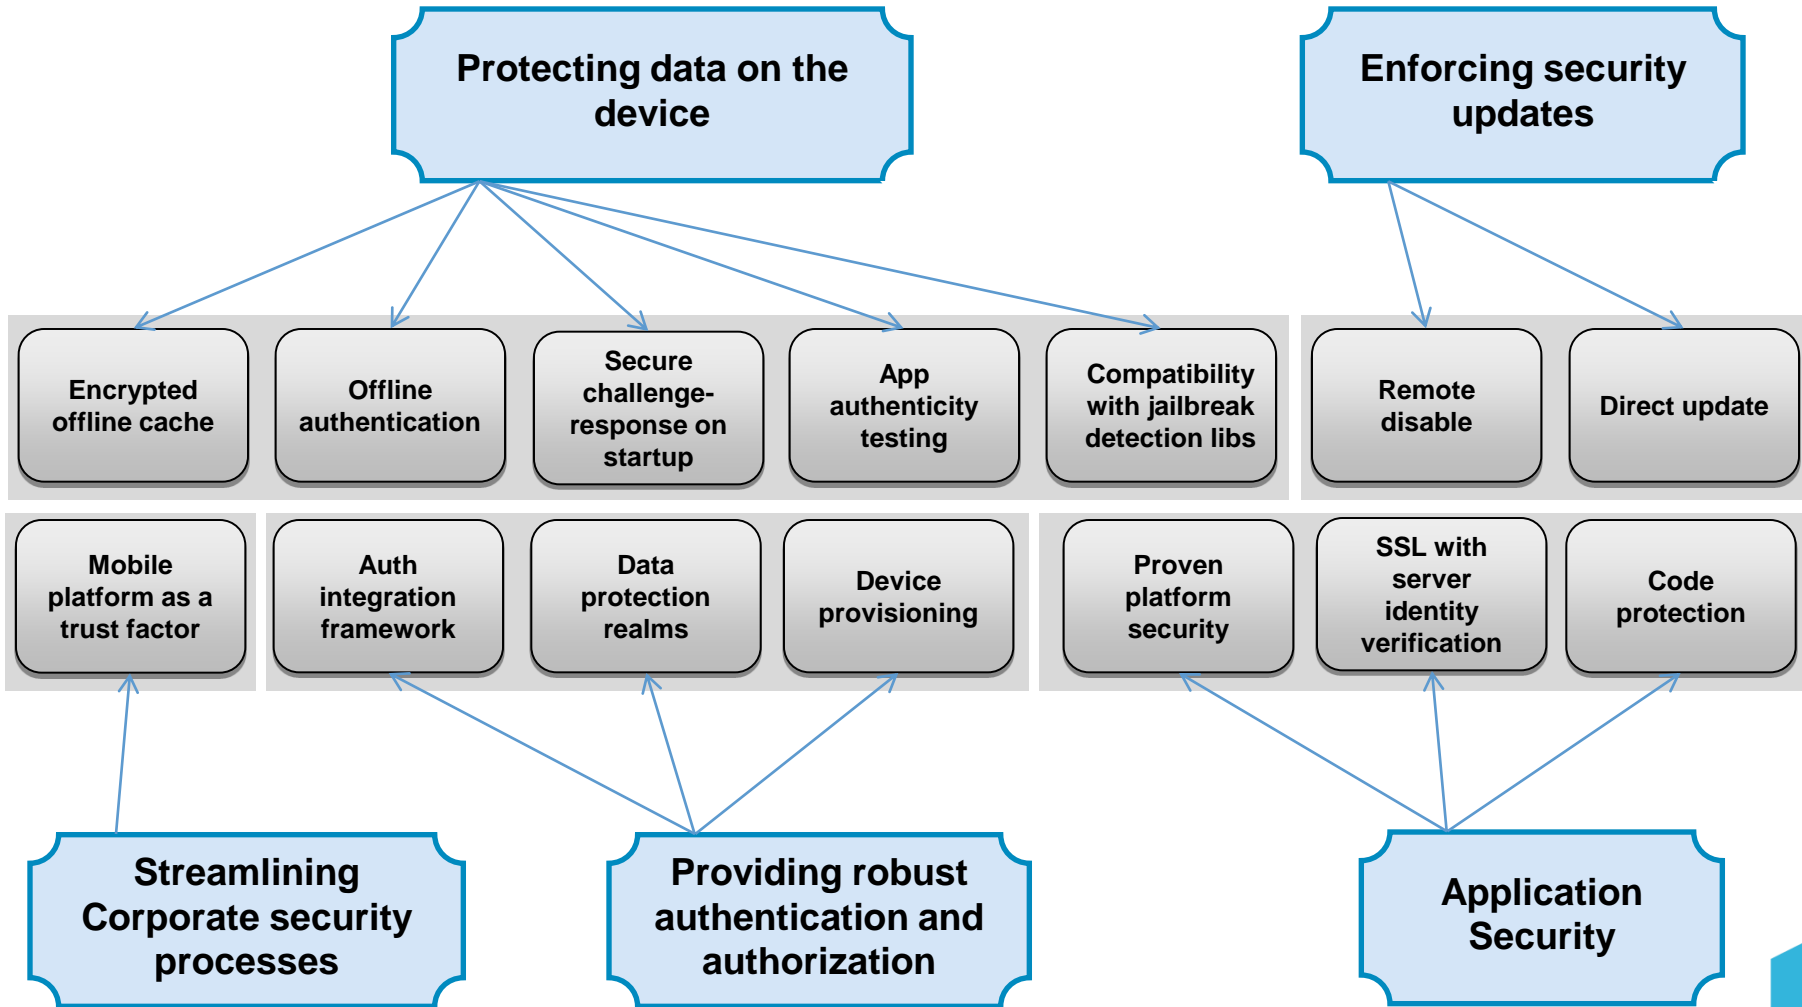 Protecting data on the
device
Enforcing security
updates
Encrypted
offline cache
Offline
authentication
Secure
challenge-
response on
startup
App
authenticity
testing
Compatibility
with jailbreak
detection libs
Remote
disable
Direct update
Mobile
platform as a
trust factor
Auth
integration
framework
Data
protection
realms
Device
provisioning
Proven
platform
security
SSL with
server
identity
verification
Code
protection
Streamlining
Corporate security
processes
Providing robust
authentication and
authorization
Application
Security